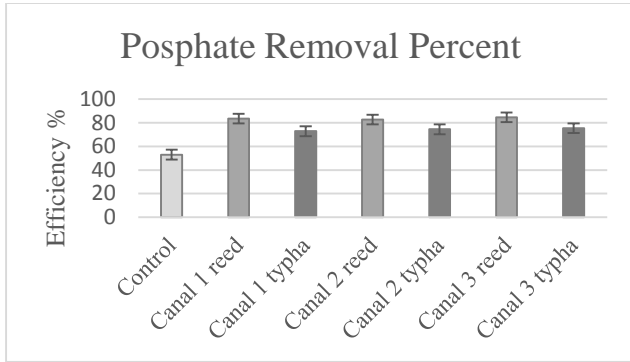 Posphate Removal Percent
Efficiency %
100
80
60
40
20
0
Control
Canal 1 reed
Canal 1 typha
Canal 2 reed
Canal 2 typha
Canal 3 reed
Canal 3 typha